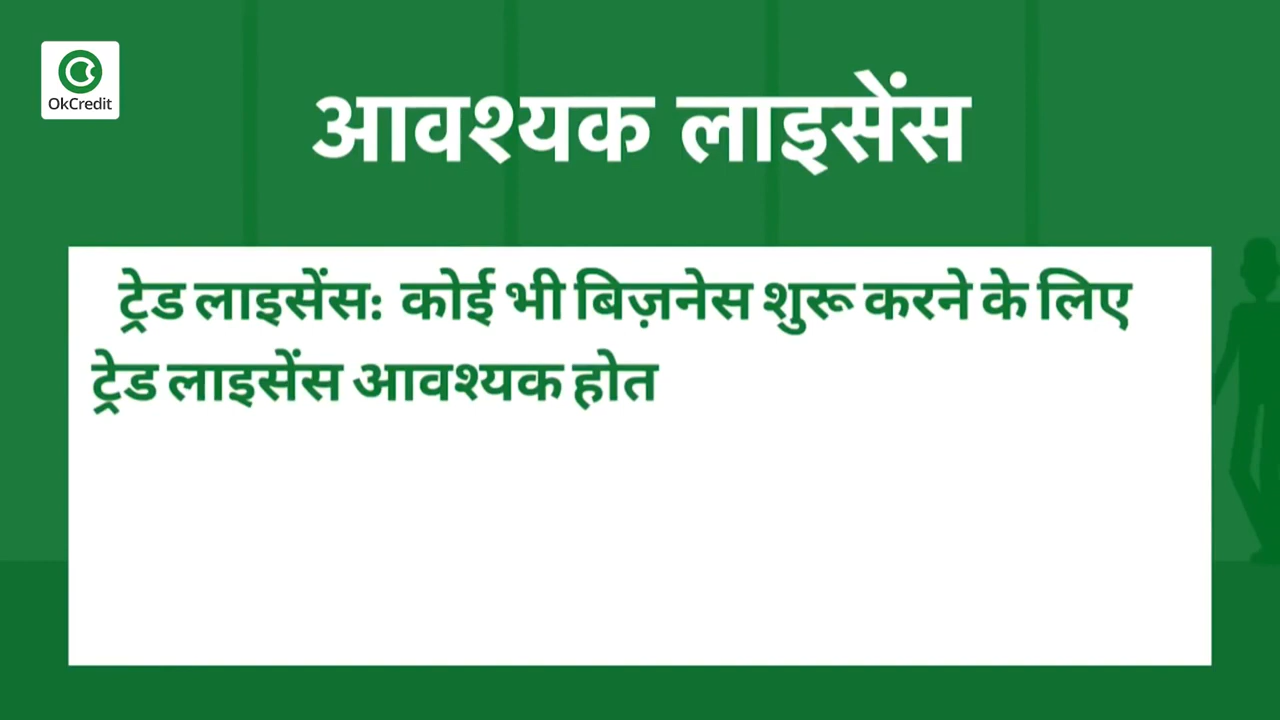 OkCredit
आवश्यक लाइसेंस
ट्रेड लाइसेंस: कोई भी बिज़नेस शुरू करने के लिए
ट्रेड लाइसेंस आवश्यक होत